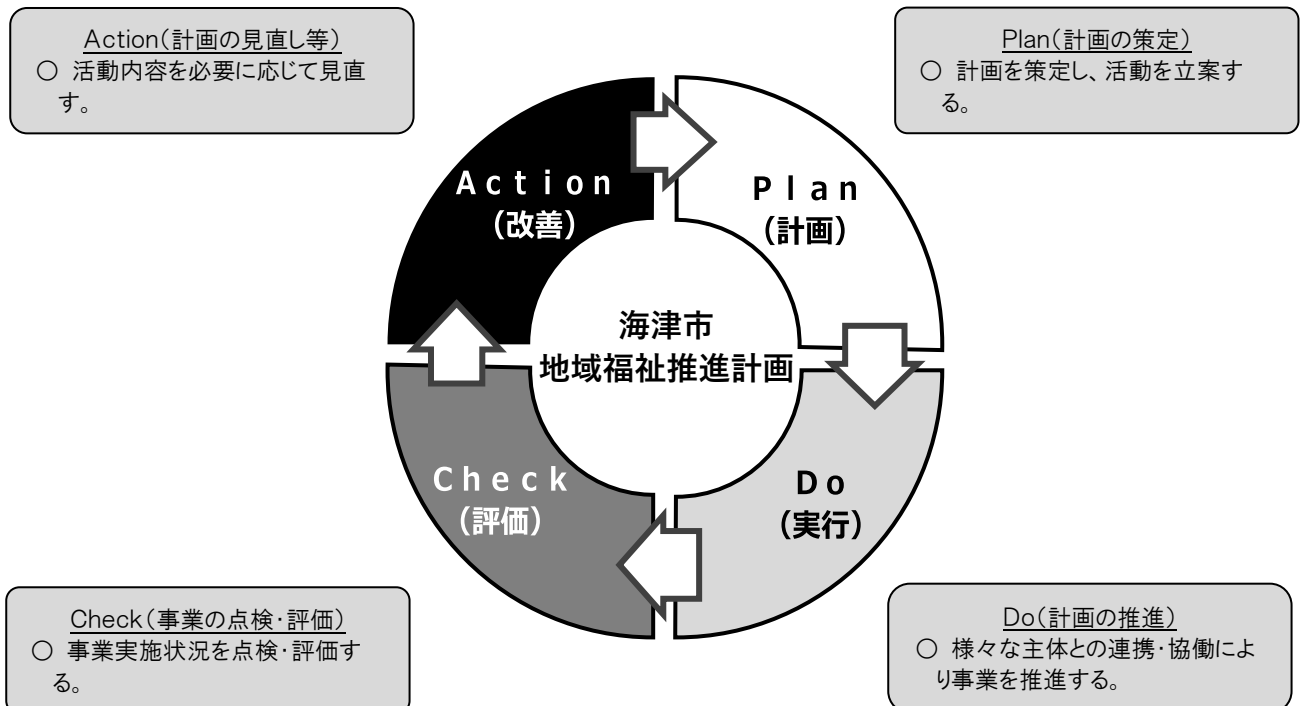 Action（計画の見直し等）
○ 活動内容を必要に応じて見直
す。
Plan（計画の策定）
○ 計画を策定し、活動を立案す
る。
Action
（改善）
Plan
（計画）
海津市
地域福祉推進計画
Check
（評価）
Do
（実行）
Check（事業の点検・評価）
○ 事業実施状況を点検・評価す
る。
Do（計画の推進）
○ 様々な主体との連携・協働によ
り事業を推進する。